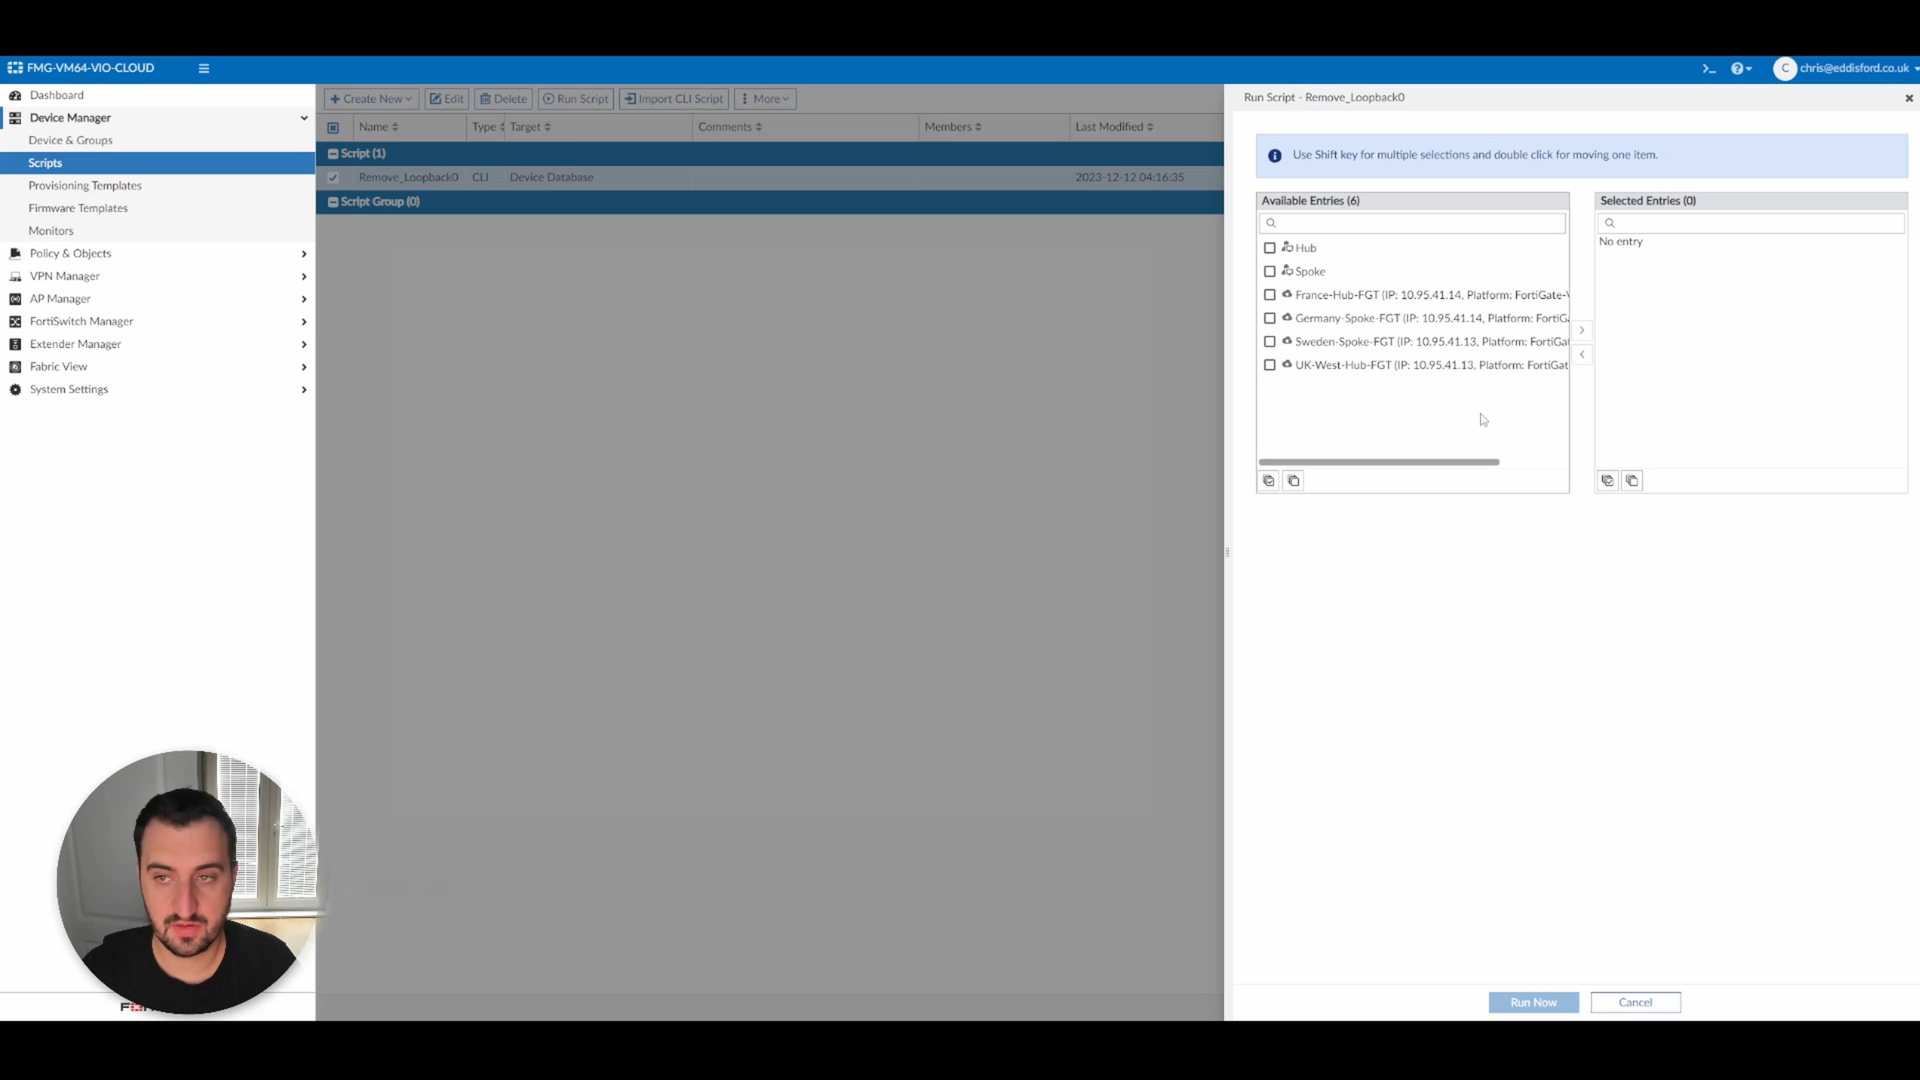 FMG-VM64-VIO-CLOUD
chris@eddisford.co.uk
C
Dashboard
Device Manager
Device & Groups
Scripts
Provisioning Templates
Firmware Templates
Monitors
Policy & Objects
VPN Manager
AP Manager
FortiSwitch Manager
Extender Manager
Fabric View
System Settings
+ Create New
Edit
Delete
Run Script
Import CLI Script
More
Name
Type
Target
Comments
Members
Last Modified
Script (1)
Remove_Loopback0 CLI Device Database 2023-12-12 04:16:35
Script Group (0)
Run Script - Remove_Loopback0
Use Shift key for multiple selections and double click for moving one item.
Available Entries (6)
Hub
Spoke
France-Hub-FGT (IP: 10.95.41.14, Platform: FortiGate-V
Germany-Spoke-FGT (IP: 10.95.41.14, Platform: FortiGa
Sweden-Spoke-FGT (IP: 10.95.41.13, Platform: FortiGat
UK-West-Hub-FGT (IP: 10.95.41.13, Platform: FortiGat
Selected Entries (0)
No entry
Run Now
Cancel